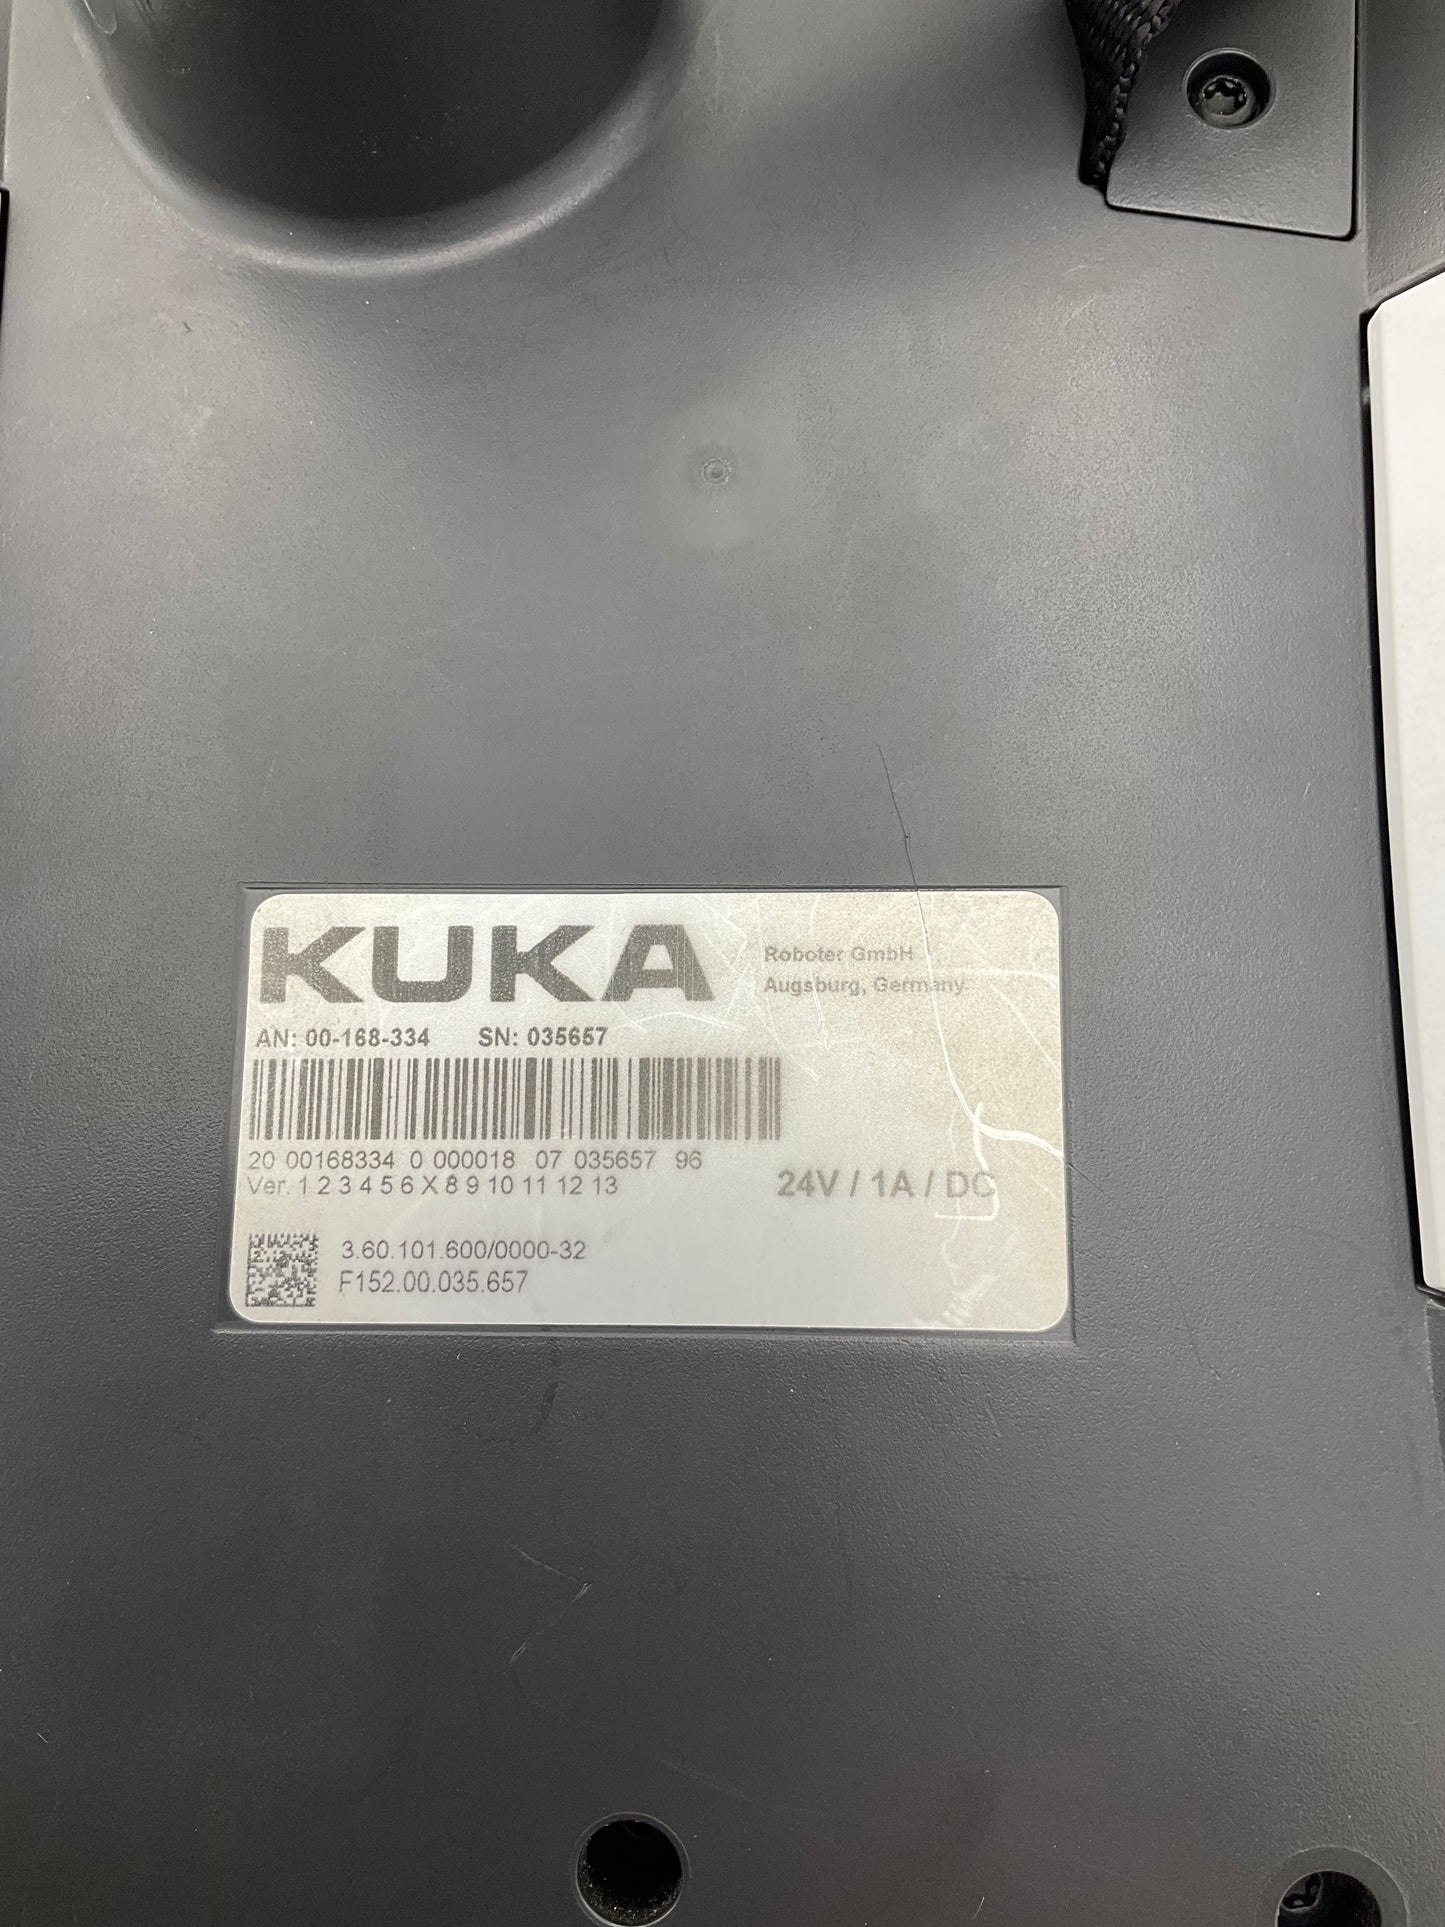 KUKA
Roboter GmbH
Augsburg, Germany
AN: 00-168-334 SN: 035657
20 00168334 0 000018 07 035657 96
Ver. 1 2 3 4 5 6 X 8 9 10 11 12 13
24V / 1A / DC
3.60.101.600/0000-32
F152.00.035.657